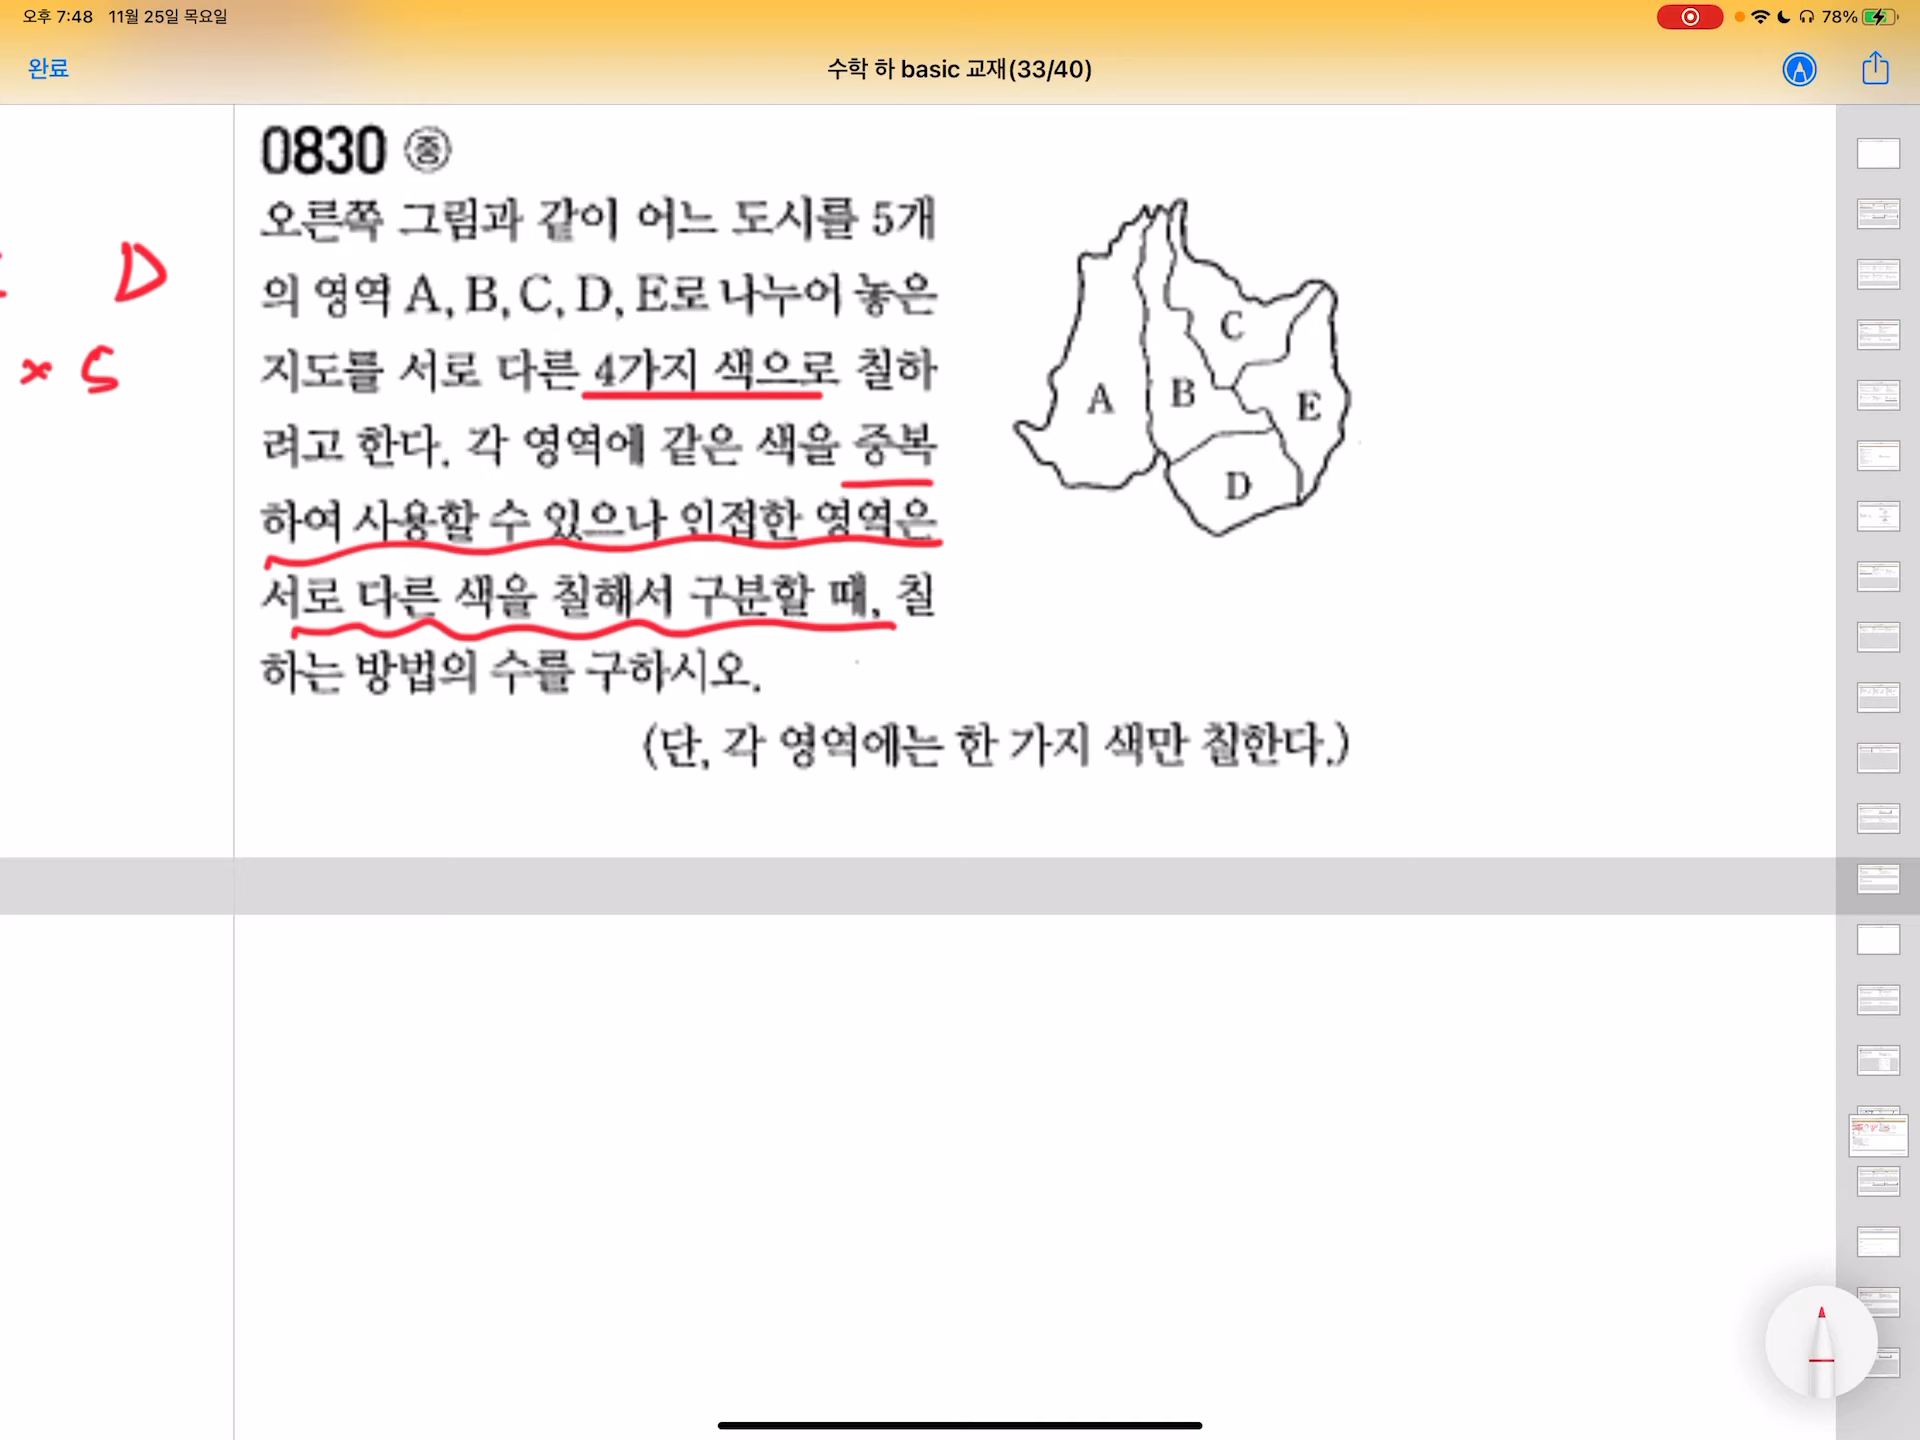 오후 7:48 11월 25일 목요일
78%
완료
수학 하 basic 교재(33/40)
0830 중
오른쪽 그림과 같이 어느 도시를 5개
의 영역 A, B, C, D, E로 나누어 놓은
지도를 서로 다른 4가지 색으로 칠하
려고 한다. 각 영역에 같은 색을 중복
하여 사용할 수 있으나 인접한 영역은
서로 다른 색을 칠해서 구분할 때, 칠
하는 방법의 수를 구하시오.
(단, 각 영역에는 한 가지 색만 칠한다.)
A
B
C
D
E
D
× 5